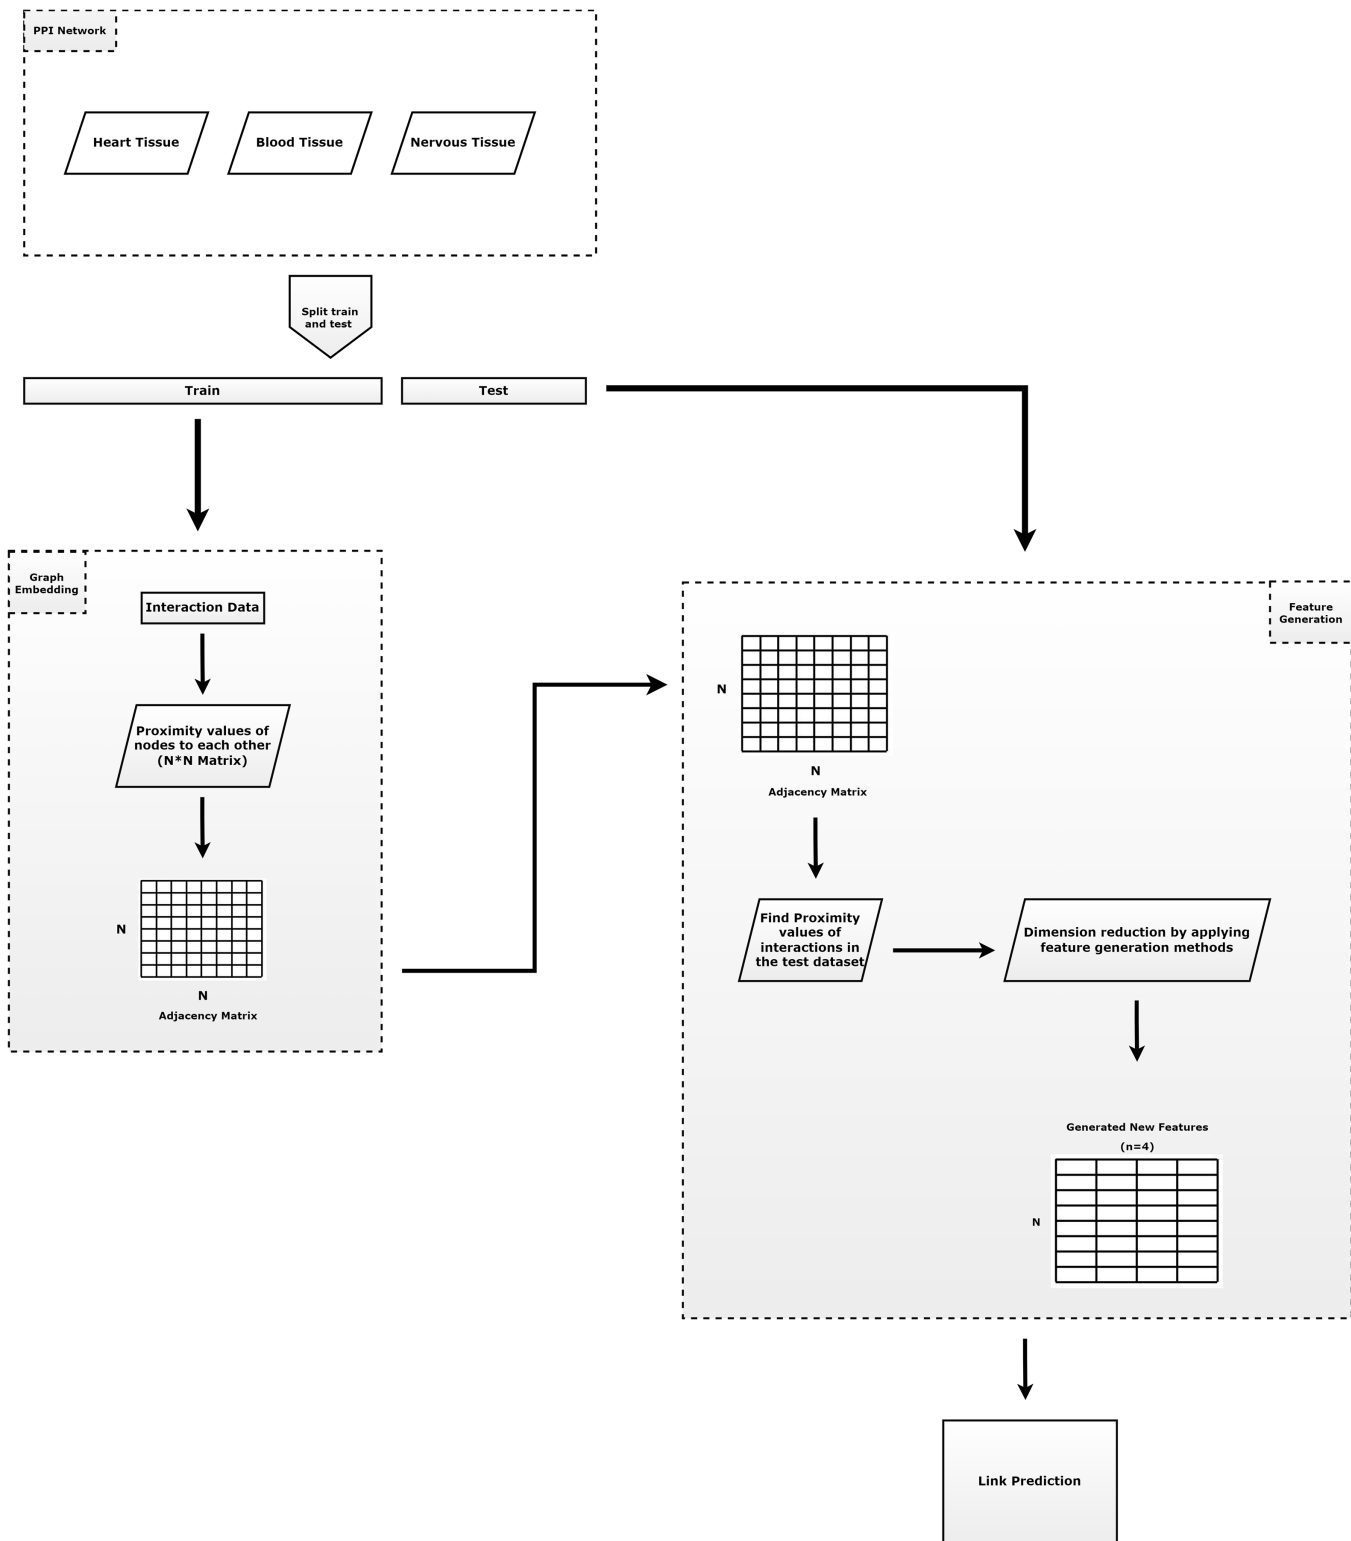 PPI Network
Heart Tissue
Blood Tissue
Nervous Tissue
Split train
and test
Train
Test
Graph
Embedding
Interaction Data
Proximity values of
nodes to each other
(N*N Matrix)
N
N
Adjacency Matrix
Feature
Generation
N
N
Adjacency Matrix
Find Proximity
values of
interactions in
the test dataset
Dimension reduction by applying
feature generation methods
Generated New Features
(n=4)
N
Link Prediction